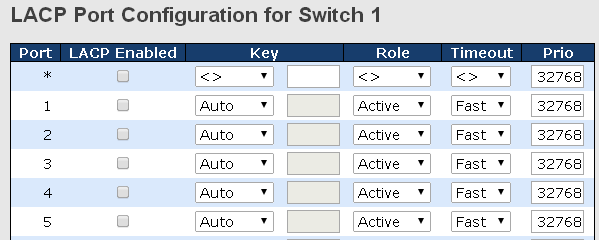 LACP Port Configuration for Switch 1
Port LACP Enabled Key Role Timeout Prio
* <> <> <> 32768
1 Auto Active Fast 32768
2 Auto Active Fast 32768
3 Auto Active Fast 32768
4 Auto Active Fast 32768
5 Auto Active Fast 32768